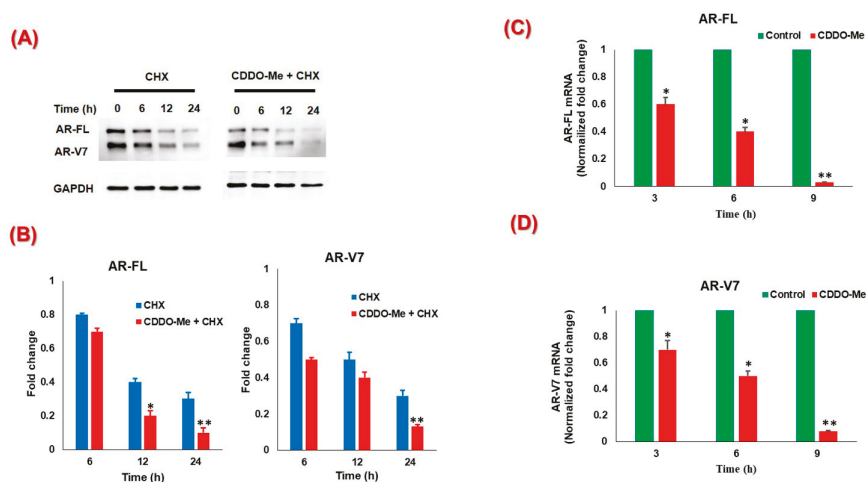 (A)
CHX
CDDO-Me + CHX
Time (h) 0 6 12 24 0 6 12 24
AR-FL
AR-V7
GAPDH
(B)
AR-FL
Fold change
1
0.8
0.6
0.4
0.2
0
CHX
CDDO-Me + CHX
*
**
6 12 24
Time (h)
AR-V7
Fold change
1
0.8
0.6
0.4
0.2
0
CHX
CDDO-Me + CHX
**
6 12 24
Time (h)
(C)
AR-FL
Control CDDO-Me
AR-FL mRNA
(Normailized fold change)
1
0.8
0.6
0.4
0.2
0
*
*
**
3 6 9
Time (h)
(D)
AR-V7
Control CDDO-Me
AR-V7 mRNA
(Normalized fold change)
1
0.8
0.6
0.4
0.2
0
*
*
**
3 6 9
Time (h)